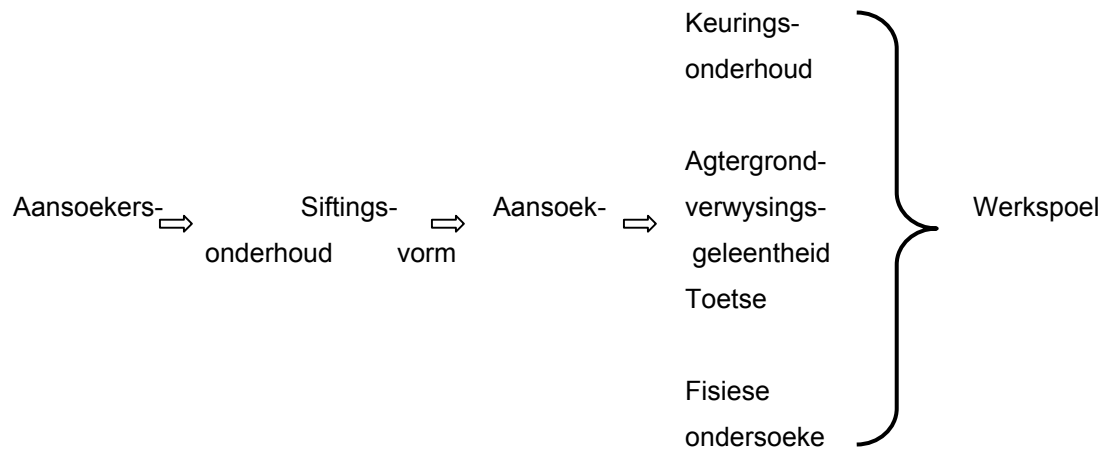 Keurings-
onderhoud
Agtergrond-
Aansoekers- ⇨ Siftings- ⇨ Aansoek- ⇨ verwysings- Werkspoel
onderhoud vorm geleentheid
Toetse
Fisiese
ondersoeke